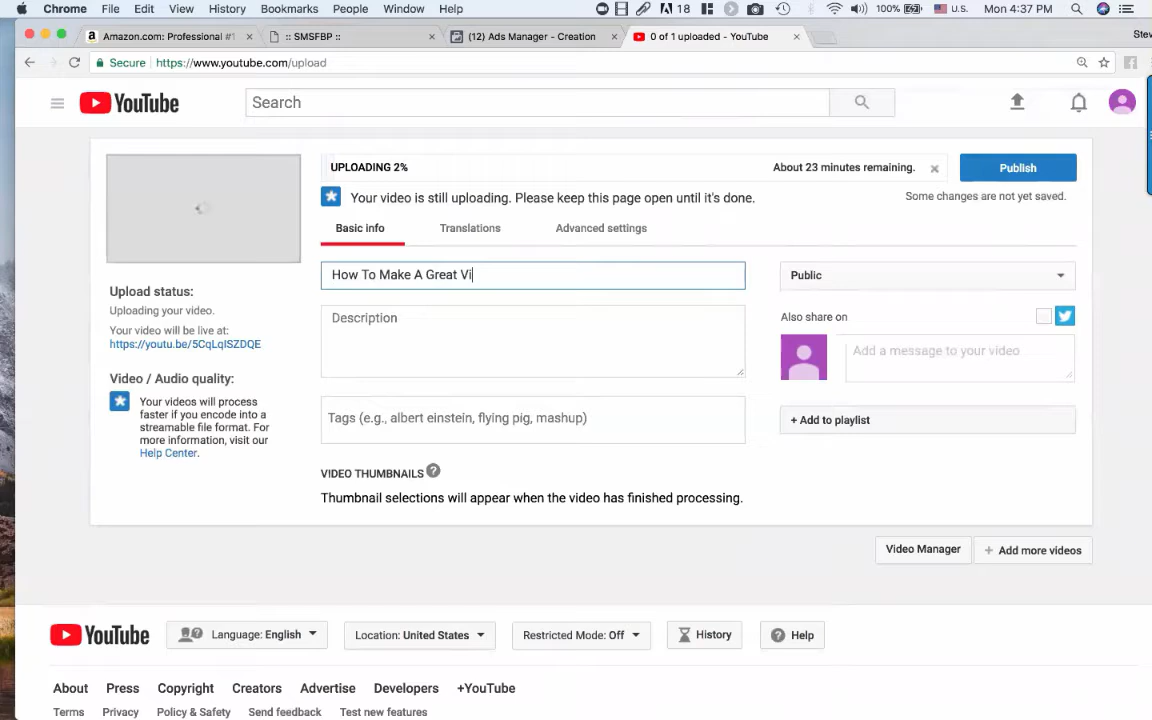 Chrome File Edit View History Bookmarks People Window Help 18 100% U.S. Mon 4:37 PM
Amazon.com: Professional #1 × :: SMSFBP :: × (12) Ads Manager - Creation × 0 of 1 uploaded - YouTube × Stev
Secure https://www.youtube.com/upload
YouTube Search
UPLOADING 2% About 23 minutes remaining. × Publish
Your video is still uploading. Please keep this page open until it's done. Some changes are not yet saved.
Basic info Translations Advanced settings
How To Make A Great Vi Public
Upload status:
Uploading your video.
Your video will be live at:
https://youtu.be/5CqLqISZDQE
Description
Also share on
Add a message to your video
Video / Audio quality:
Your videos will process
faster if you encode into a
streamable file format. For
more information, visit our
Help Center.
Tags (e.g., albert einstein, flying pig, mashup)
+ Add to playlist
VIDEO THUMBNAILS ?
Thumbnail selections will appear when the video has finished processing.
Video Manager + Add more videos
YouTube Language: English Location: United States Restricted Mode: Off History Help
About Press Copyright Creators Advertise Developers +YouTube
Terms Privacy Policy & Safety Send feedback Test new features